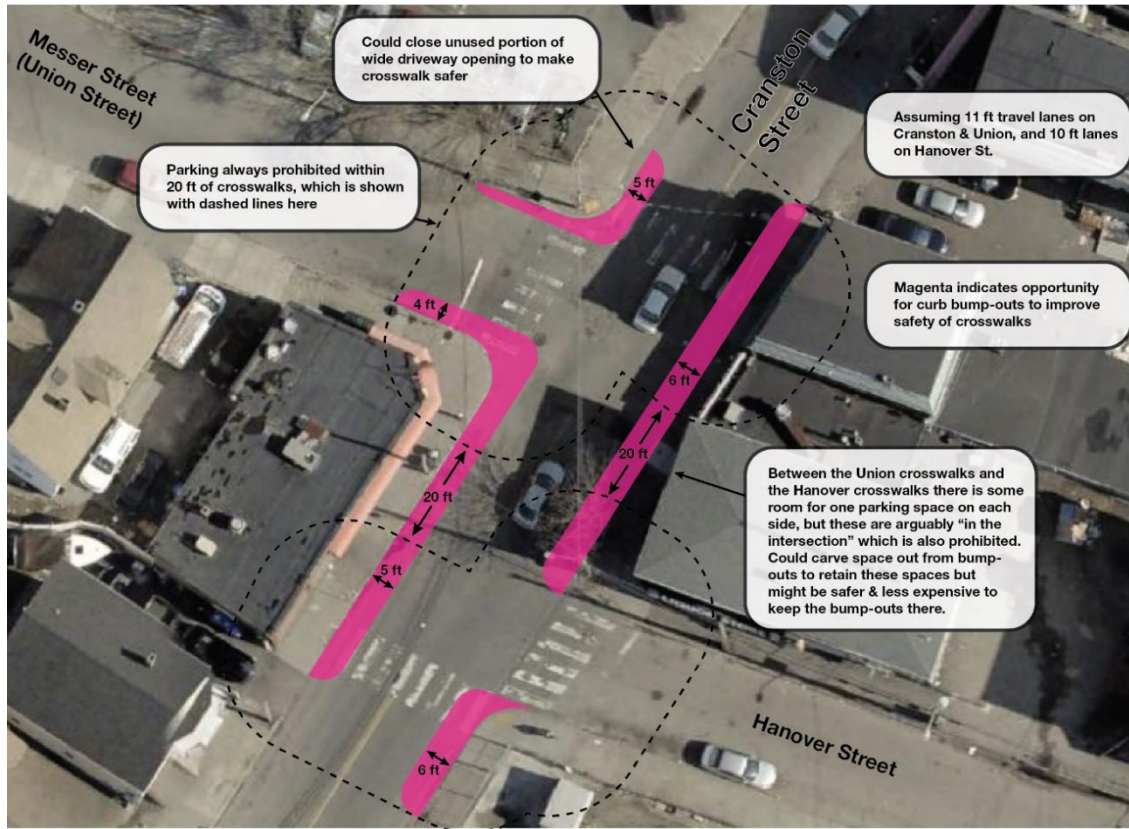 Messer Street
(Union Street)
Could close unused portion of
wide driveway opening to make
crosswalk safer
Cranston
Street
Assuming 11 ft travel lanes on
Cranston & Union, and 10 ft lanes
on Hanover St.
Parking always prohibited within
20 ft of crosswalks, which is shown
with dashed lines here
5 ft
Magenta indicates opportunity
for curb bump-outs to improve
safety of crosswalks
4 ft
6 ft
20 ft
20 ft
Between the Union crosswalks and
the Hanover crosswalks there is some
room for one parking space on each
side, but these are arguably “in the
intersection” which is also prohibited.
Could carve space out from bump-
outs to retain these spaces but
might be safer & less expensive to
keep the bump-outs there.
5 ft
Hanover Street
6 ft